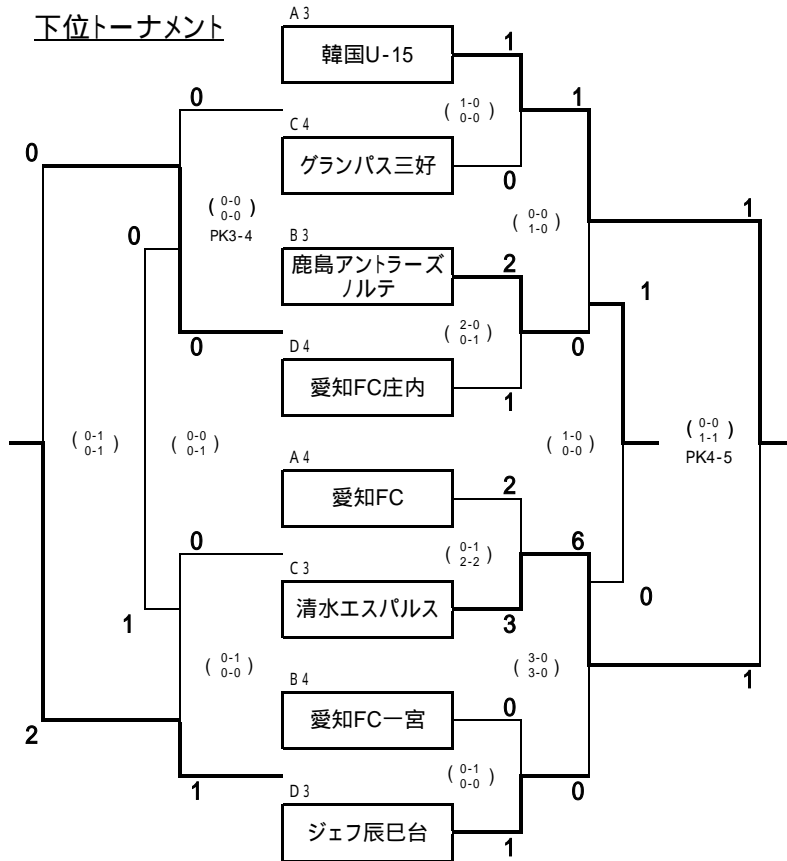 下位トーナメント
A3
韓国U-15
1
0
1
( 1-0
0-0 )
C4
グランパス三好
0
0
( 0-0
0-0 )
PK3-4
( 0-0
1-0 )
1
0
B3
鹿島アントラーズ
ノルテ
2
1
0
( 2-0
0-1 )
0
D4
愛知FC庄内
1
( 0-1
0-1 )
( 0-0
0-1 )
( 1-0
0-0 )
( 0-0
1-1 )
PK4-5
A4
愛知FC
2
0
6
( 0-1
2-2 )
C3
清水エスパルス
3
0
1
( 0-1
0-0 )
( 3-0
3-0 )
1
B4
愛知FC一宮
0
2
( 0-1
0-0 )
1
0
D3
ジェフ辰巳台
1